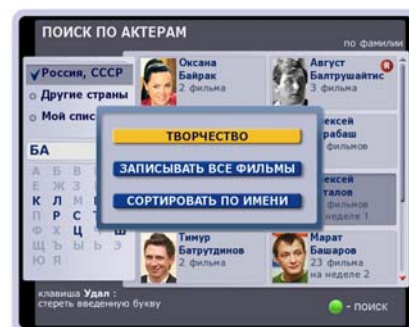 ПОИСК ПО АКТЕРАМ
по фамилии
Россия, СССР
Другие страны
Мой спис
БА
А Б В
Е Ж З
К Л М
П Р С Т
Ф Х Ц Ш
Щ Ъ Ы Ь Э
Ю Я
Оксана
Байрак
2 фильма
Август
Балтрушайтис
3 фильма
R
ТВОРЧЕСТВО
ЗАПИСЫВАТЬ ВСЕ ФИЛЬМЫ
СОРТИРОВАТЬ ПО ИМЕНИ
ексей
рабаш
фильмов
ексей
талов
фильмов
неделе 1
Тимур
Батрутдинов
2 фильма
Марат
Башаров
23 фильма
на неделе 2
клавиша Удал :
стереть введенную букву
- ПОИСК